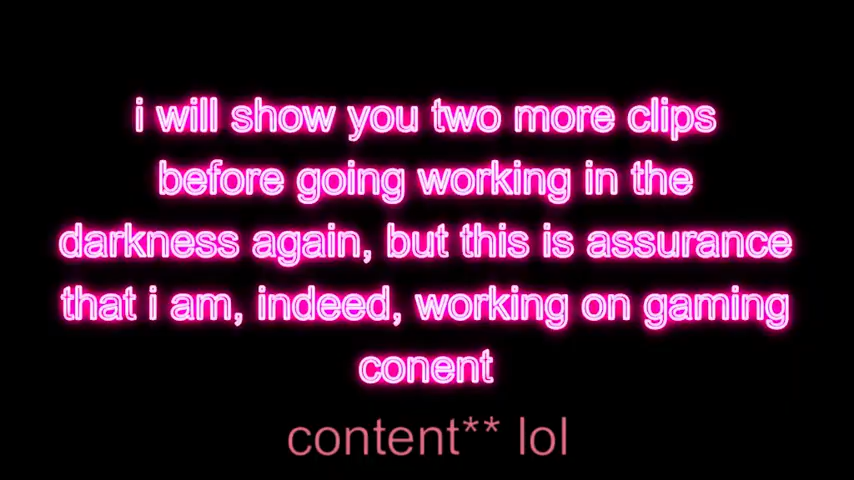 i will show you two more clips
before going working in the
darkness again, but this is assurance
that i am, indeed, working on gaming
conent
content** lol